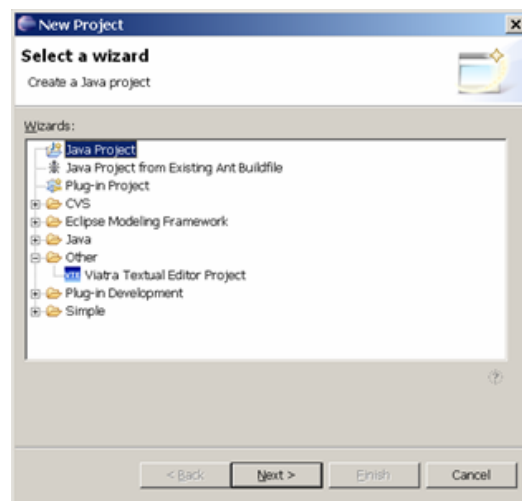 New Project
Select a wizard
Create a Java project
Wizards:
Java Project
Java Project from Existing Ant Buildfile
Plug-in Project
CVS
Eclipse Modeling Framework
Java
Other
Viatra Textual Editor Project
Plug-in Development
Simple
< Back Next > Finish Cancel